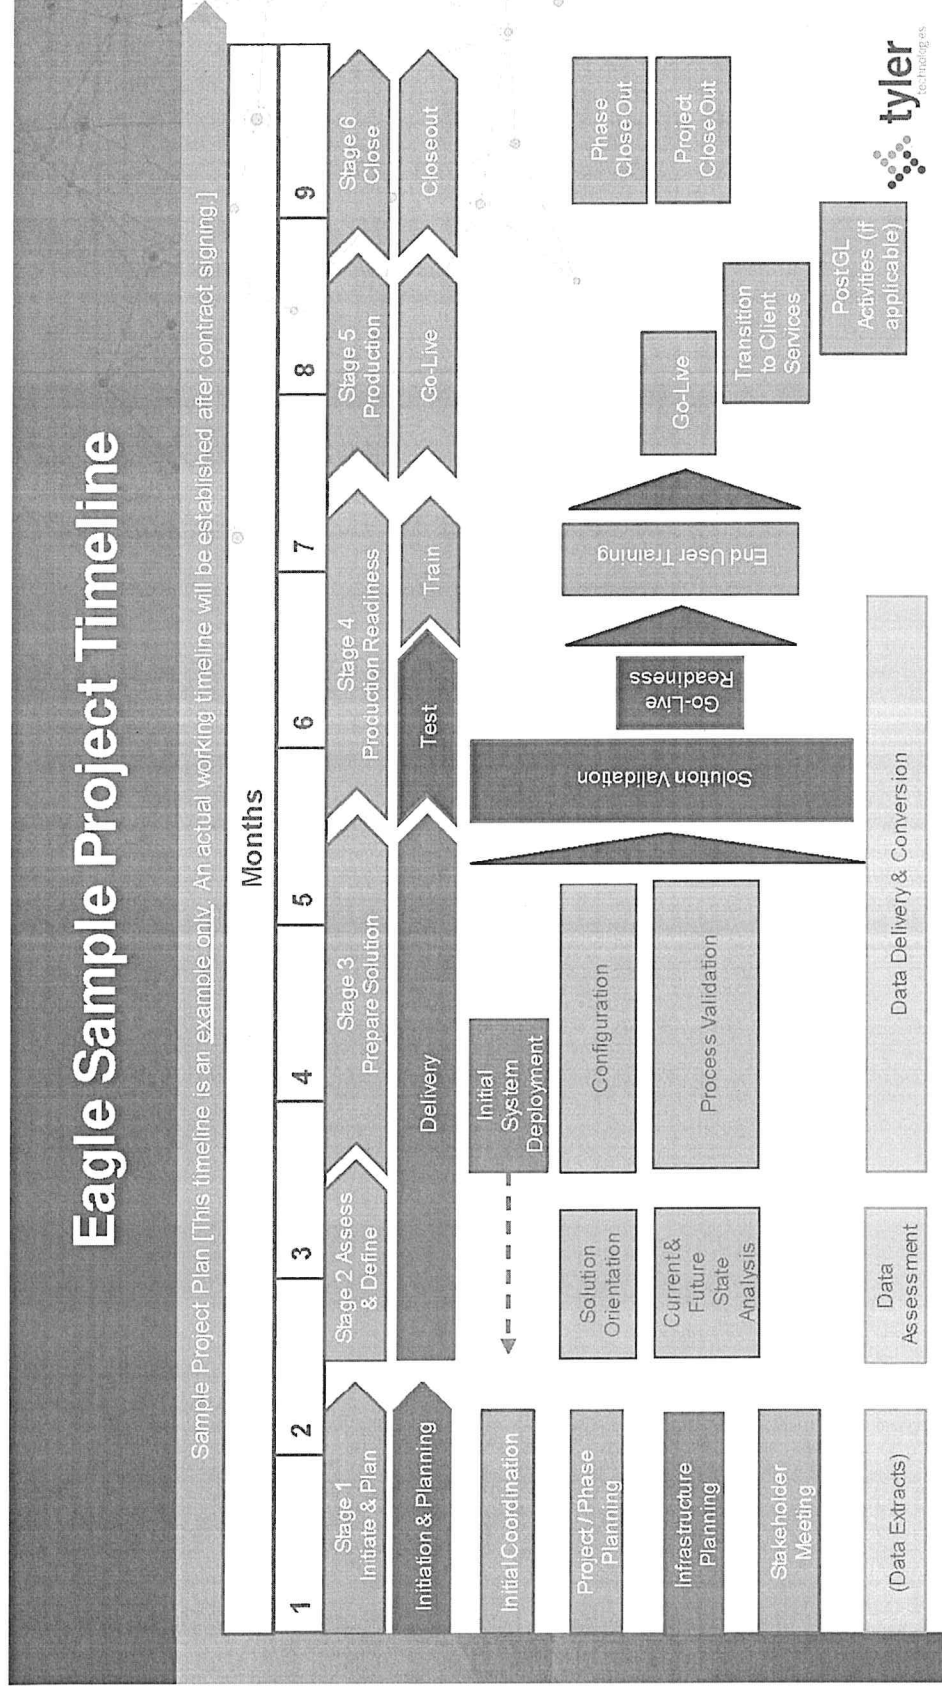 Eagle Sample Project Timeline
Sample Project Plan [This timeline is an example only. An actual working timeline will be established after contract signing.]
Months
1 2 3 4 5 6 7 8 9
Stage 1
Initiate & Plan
Stage 2 Assess
& Define
Stage 3
Prepare Solution
Stage 4
Production Readiness
Stage 5
Production
Stage 6
Close
Initiation & Planning
Delivery
Test
Train
Go-Live
Closeout
Initial Coordination
Project / Phase
Planning
Infrastructure
Planning
Stakeholder
Meeting
(Data Extracts)
Initial
System
Deployment
Solution
Orientation
Current &
Future
State
Analysis
Data
Assessment
Configuration
Process Validation
Data Delivery & Conversion
Solution Validation
Go-Live
Readiness
End User Training
Go-Live
Transition
to Client
Services
PostGL
Activities (if
applicable)
Phase
Close Out
Project
Close Out
tyler
technologies